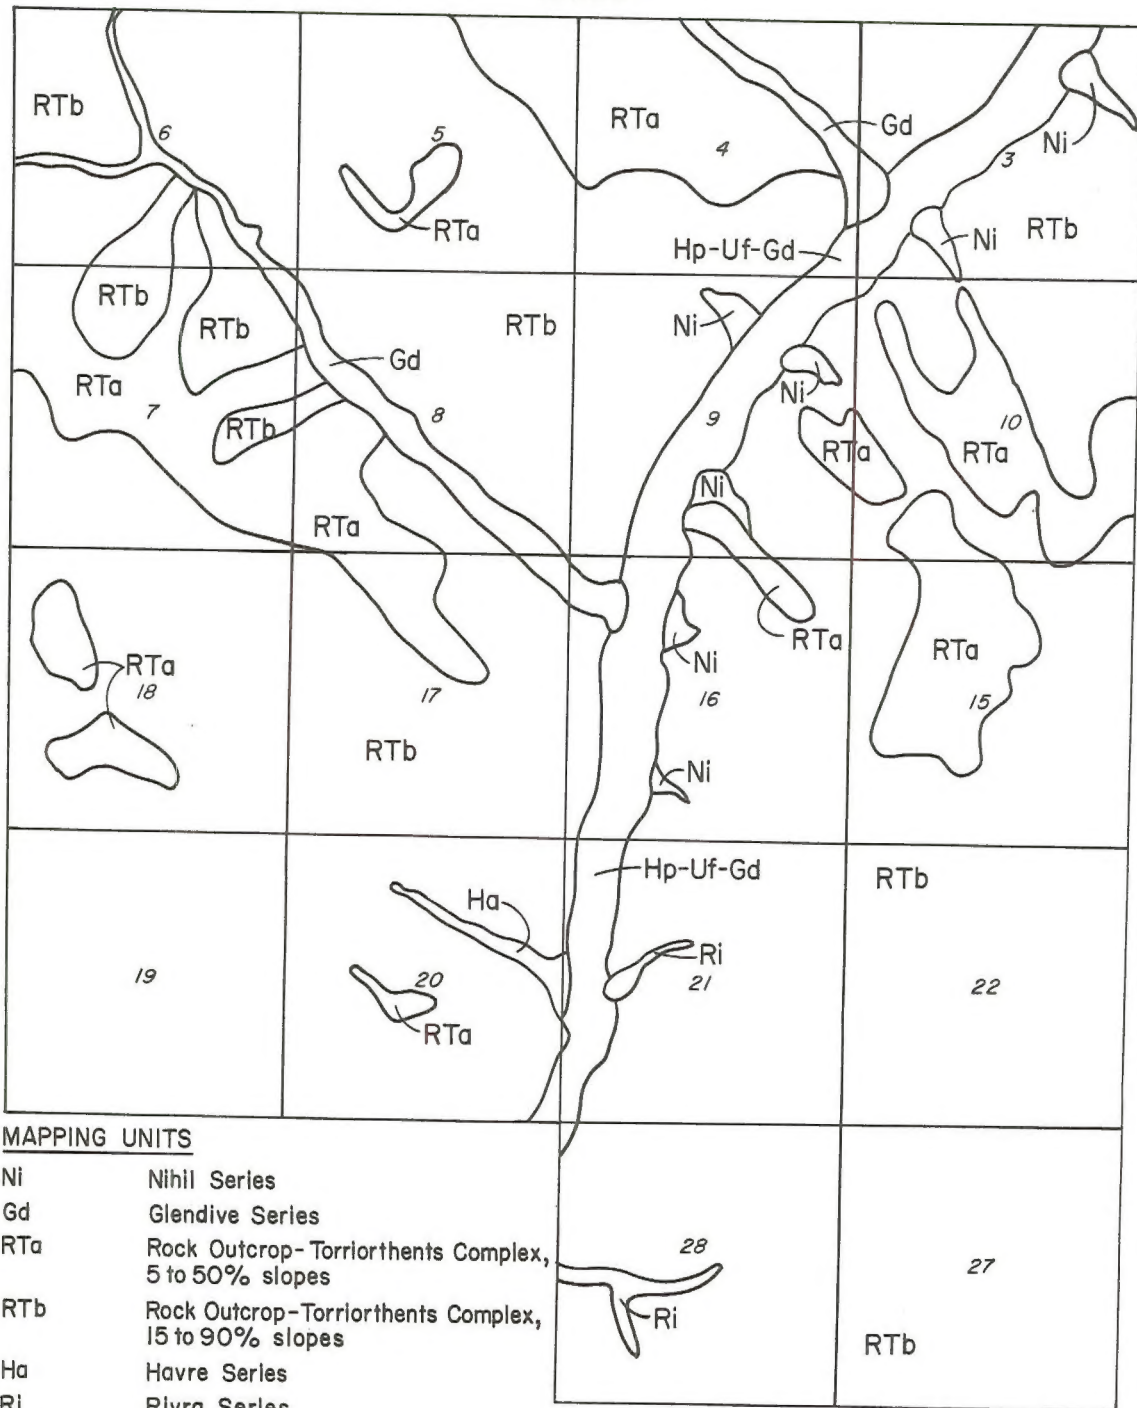 RTb
6
5
RTa
RTa
4
Gd
3
Ni
Ni
RTb
Hp-Uf-Gd
RTb
RTb
RTa
7
RTb
Gd
8
RTb
Ni
9
Ni
10
RTa
RTa
RTa
Ni
RTa
18
17
RTb
Ni
16
RTa
RTa
15
Ni
Hp-Uf-Gd
RTb
Ha
19
20
RTa
Ri
21
22
MAPPING UNITS
Ni Nihil Series
Gd Glendive Series
RTa Rock Outcrop-Torriorthents Complex,
5 to 50% slopes
RTb Rock Outcrop-Torriorthents Complex,
15 to 90% slopes
Ha Havre Series
Ri Rivra Series
28
Ri
27
RTb